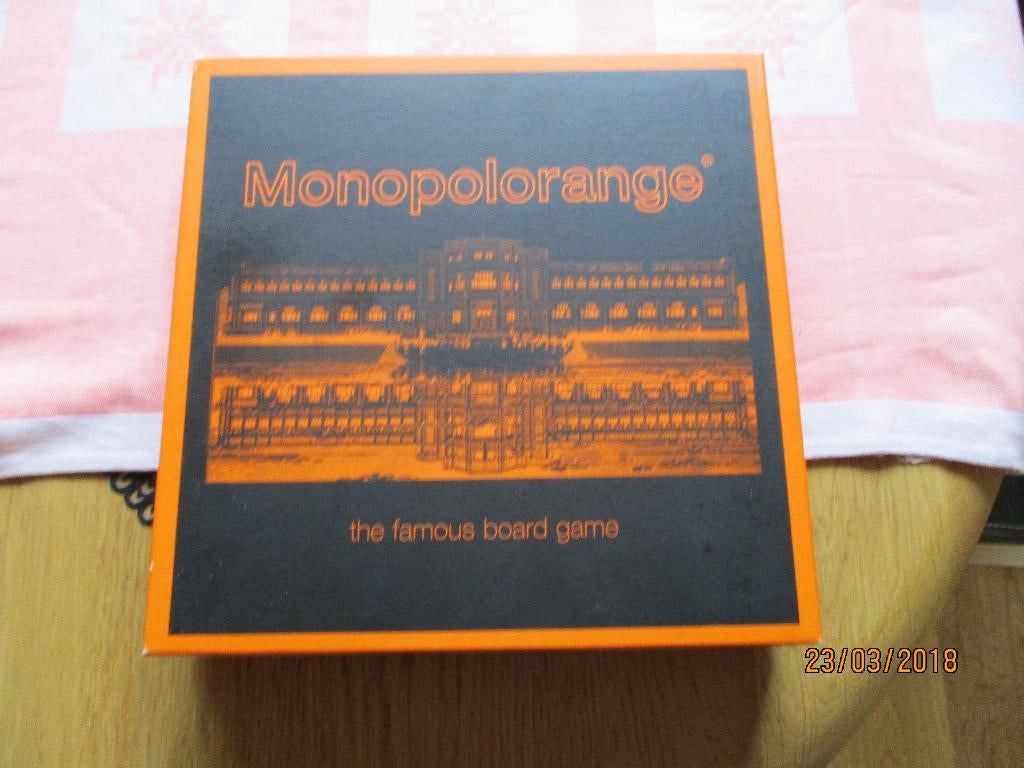 Monopolorange®
the famous board game
23/03/2018